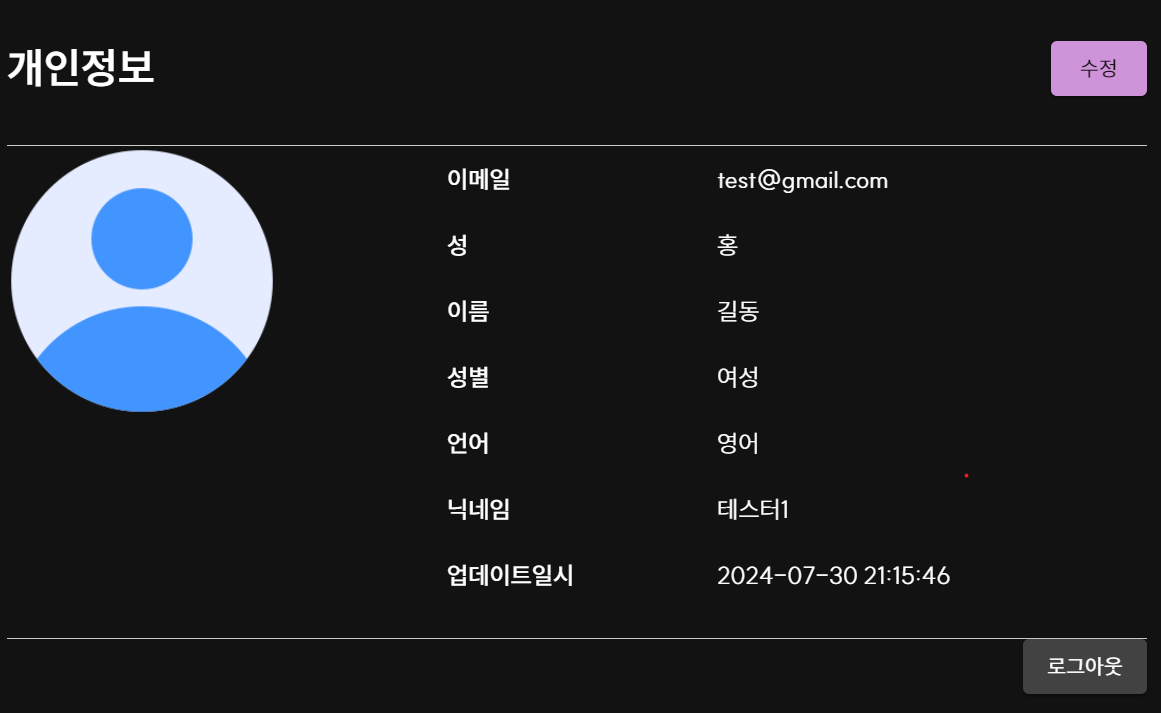 개인정보
수정
이메일 test@gmail.com
성 홍
이름 길동
성별 여성
언어 영어
닉네임 테스터1
업데이트일시 2024-07-30 21:15:46
로그아웃